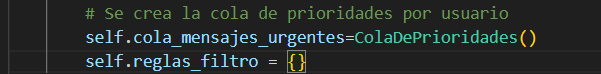 # Se crea la cola de prioridades por usuario
self.cola_mensajes_urgentes=ColaDePrioridades()
self.reglas_filtro = {}